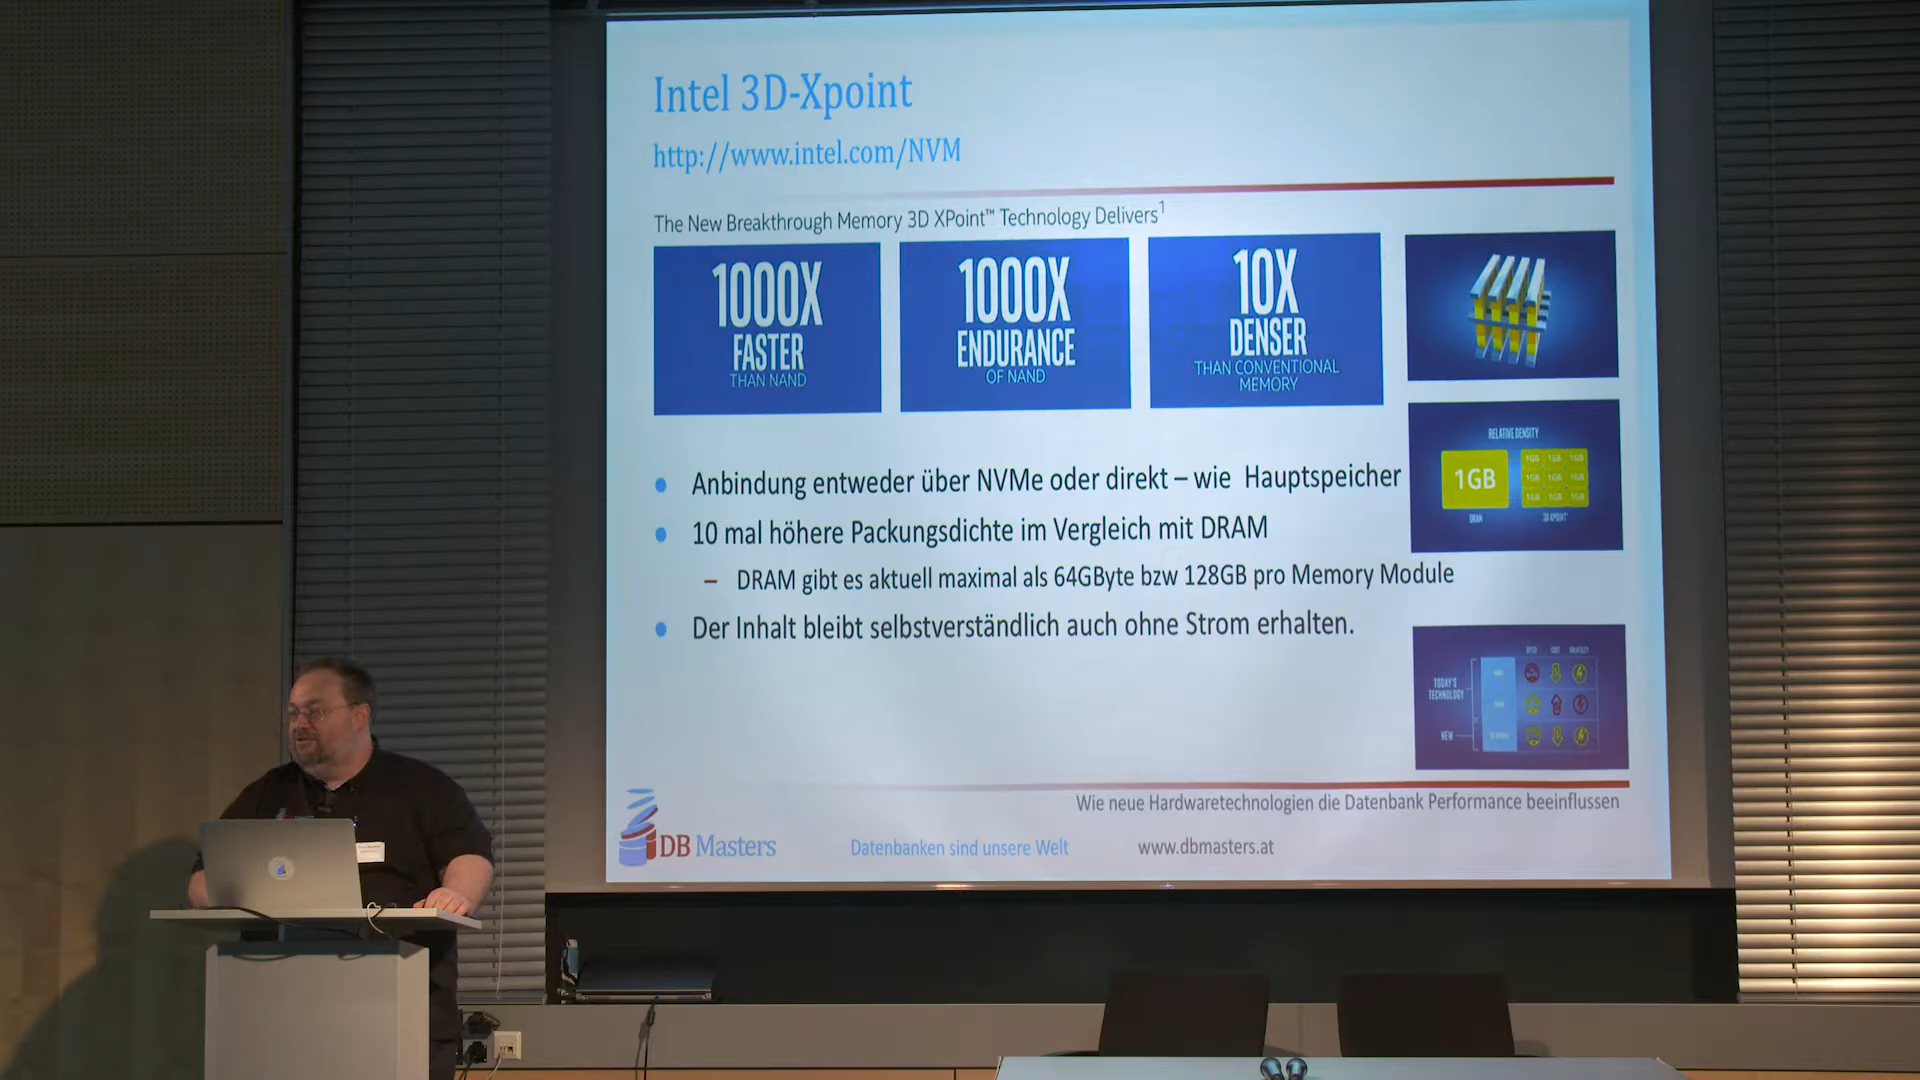 Intel 3D-Xpoint
http://www.intel.com/NVM
The New Breakthrough Memory 3D XPoint™ Technology Delivers1
1000X
FASTER
THAN NAND
1000X
ENDURANCE
OF NAND
10X
DENSER
THAN CONVENTIONAL
MEMORY
RELATIVE DENSITY
1GB
1GB 1GB 1GB
1GB 1GB 1GB
1GB 1GB 1GB
DRAM
3D XPOINT™
• Anbindung entweder über NVMe oder direkt – wie Hauptspeicher
• 10 mal höhere Packungsdichte im Vergleich mit DRAM
– DRAM gibt es aktuell maximal als 64GByte bzw 128GB pro Memory Module
• Der Inhalt bleibt selbstverständlich auch ohne Strom erhalten.
SPEED COST VOLATILITY
TODAY'S
TECHNOLOGY
NEW
Wie neue Hardwaretechnologien die Datenbank Performance beeinflussen
DB Masters
Datenbanken sind unsere Welt
www.dbmasters.at